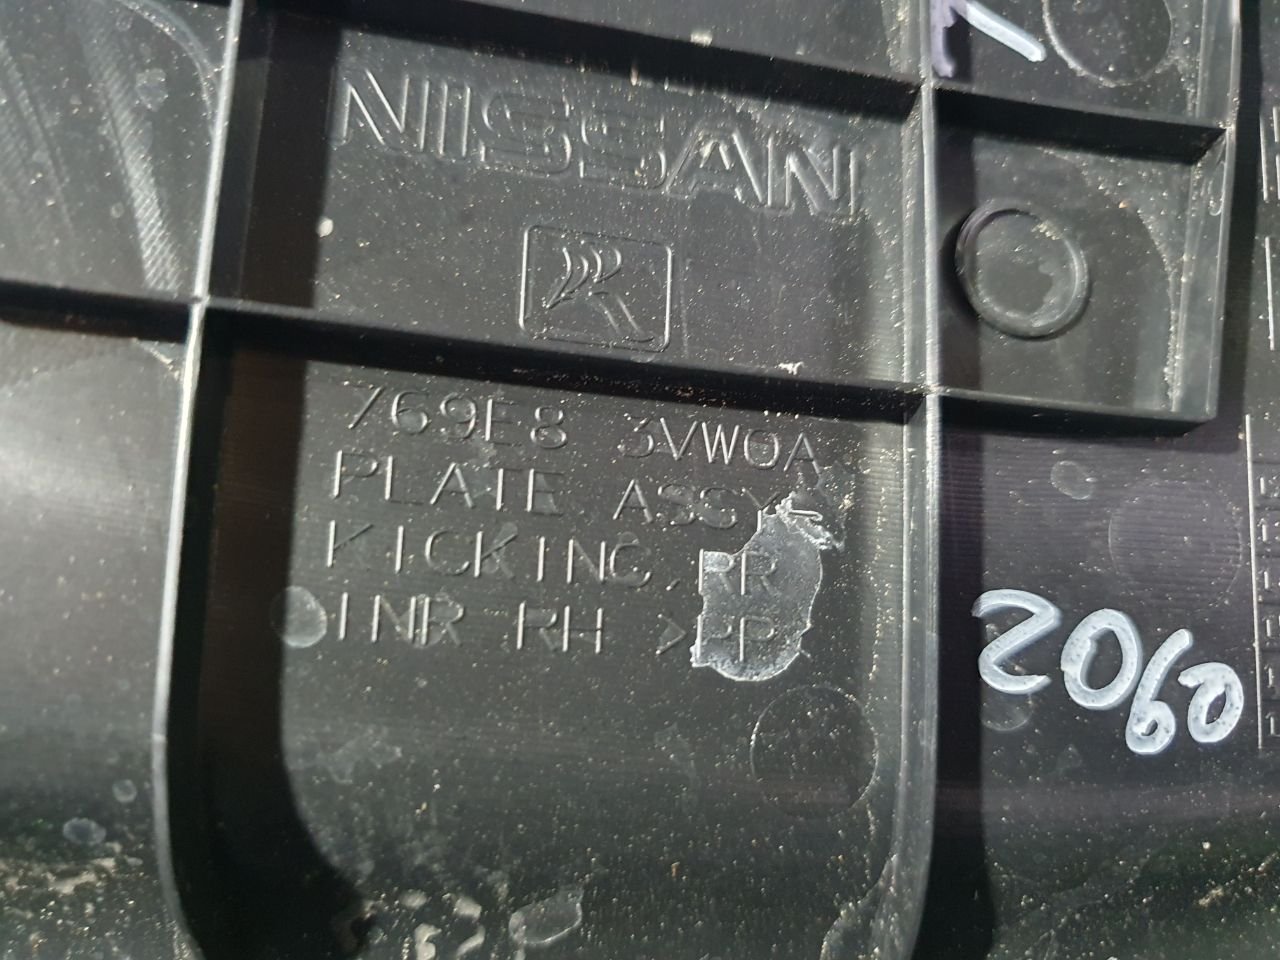 NISSAN
769E8 3VW0A
PLATE ASSY-
KICKING, RR
INR RH >PP<
2060